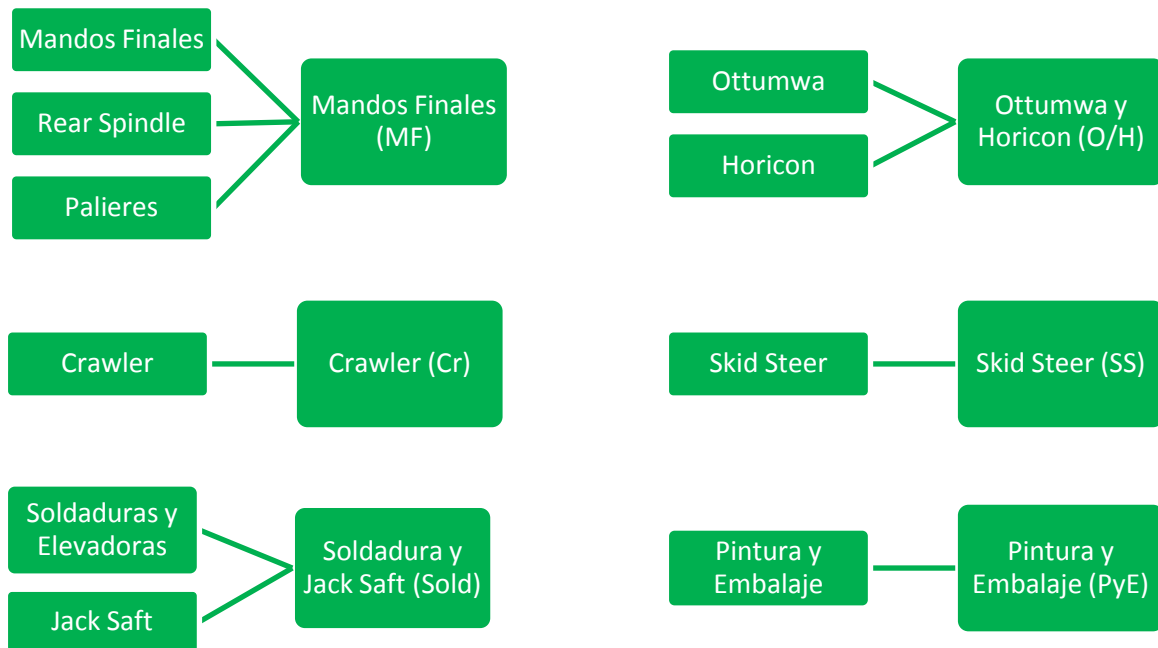 Mandos Finales
Rear Spindle
Palieres
Mandos Finales
(MF)
Ottumwa
Horicon
Ottumwa y
Horicon (O/H)
Crawler
Crawler (Cr)
Skid Steer
Skid Steer (SS)
Soldaduras y
Elevadoras
Jack Saft
Soldadura y
Jack Saft (Sold)
Pintura y
Embalaje
Pintura y
Embalaje (PyE)